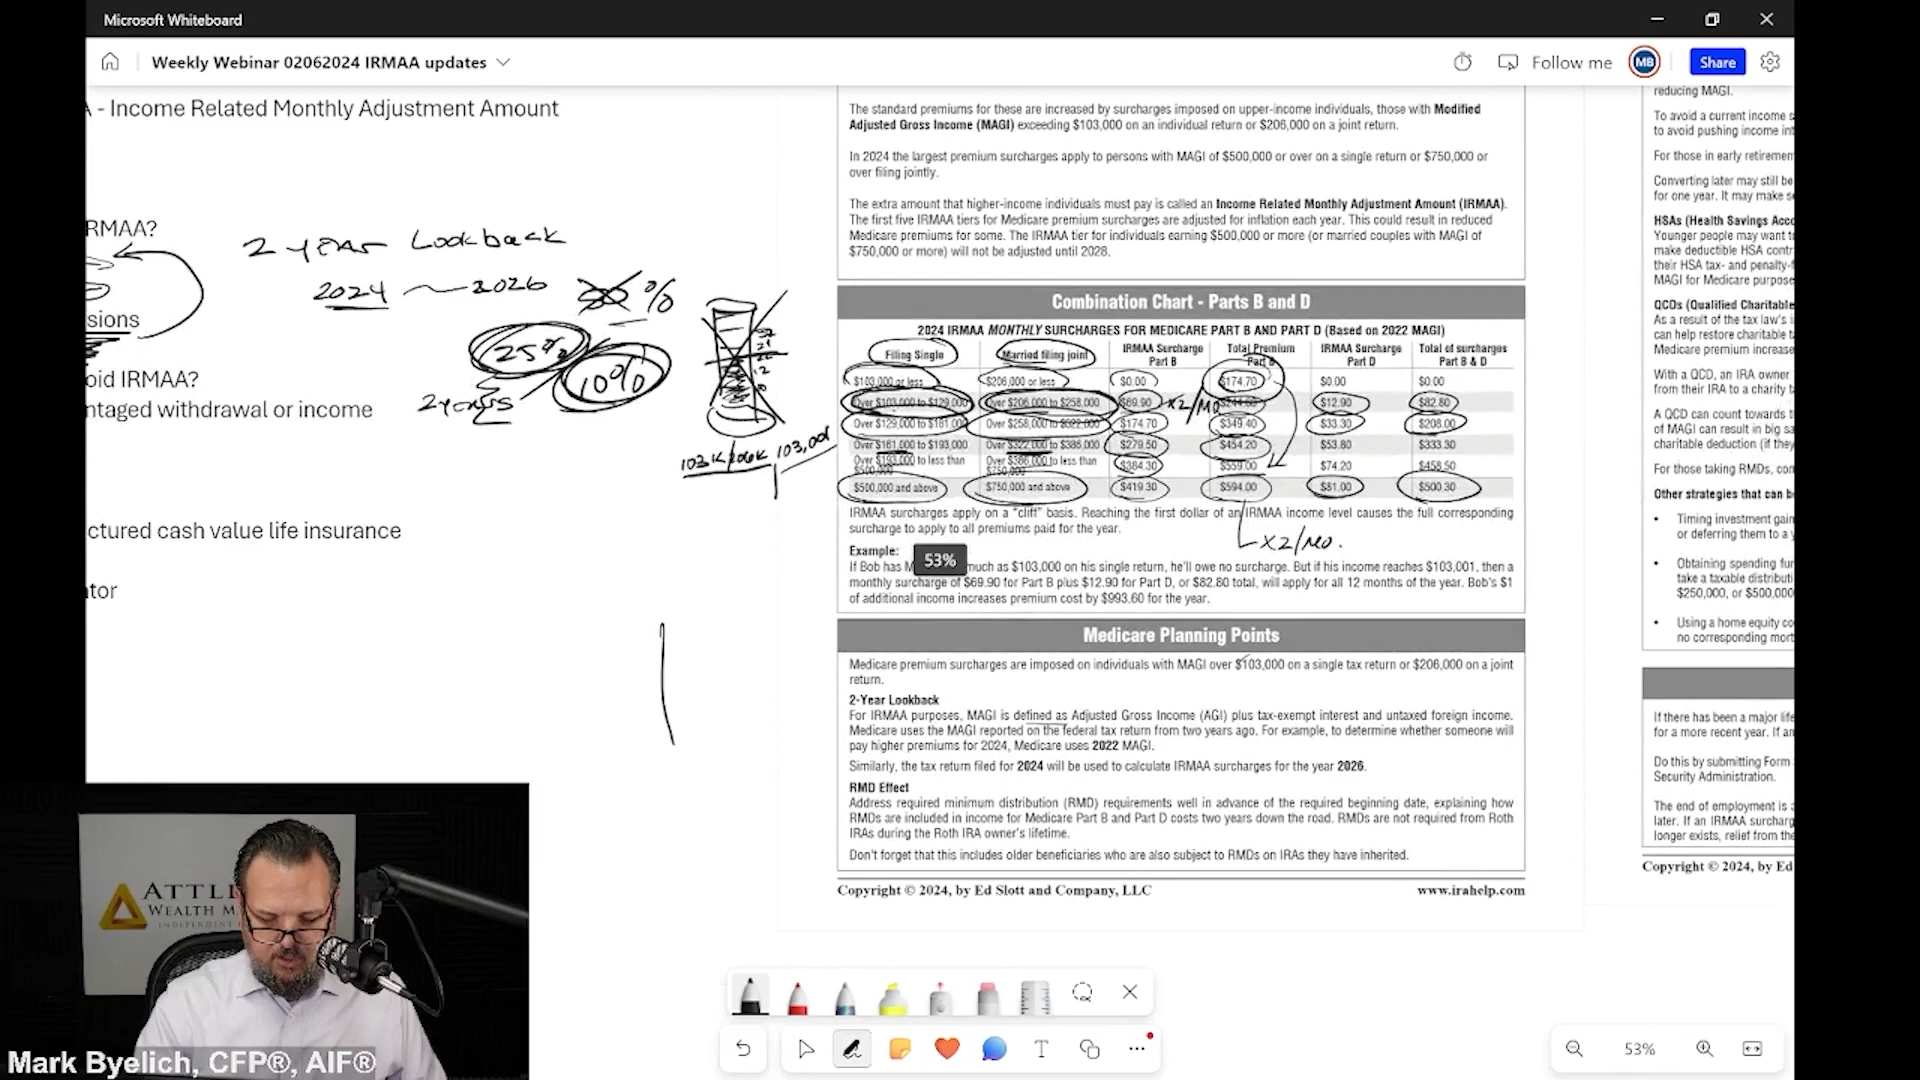 Microsoft Whiteboard
Weekly Webinar 02062024 IRMAA updates
Follow me
MB
Share
- Income Related Monthly Adjustment Amount
RMAA?
sions
oid IRMAA?
ntaged withdrawal or income
ctured cash value life insurance
tor
2 year Lookback
2024 2026 %
25%
10%
2 years
103K/206K 103,001
The standard premiums for these are increased by surcharges imposed on upper-income individuals, those with Modified
Adjusted Gross Income (MAGI) exceeding $103,000 on an individual return or $206,000 on a joint return.
In 2024 the largest premium surcharges apply to persons with MAGI of $500,000 or over on a single return or $750,000 or
over filing jointly.
The extra amount that higher-income individuals must pay is called an Income Related Monthly Adjustment Amount (IRMAA).
The first five IRMAA tiers for Medicare premium surcharges are adjusted for inflation each year. This could result in reduced
Medicare premiums for some. The IRMAA tier for individuals earning $500,000 or more (or married couples with MAGI of
$750,000 or more) will not be adjusted until 2028.
Combination Chart - Parts B and D
2024 IRMAA MONTHLY SURCHARGES FOR MEDICARE PART B AND PART D (Based on 2022 MAGI)
Filing Single Married filing joint IRMAA Surcharge Part B Total Premium Part B IRMAA Surcharge Part D Total of surcharges Part B & D
$103,000 or less $206,000 or less $0.00 $174.70 $0.00 $0.00
Over $103,000 to $129,000 Over $206,000 to $258,000 $69.90 x2/Mo $12.90 $82.80
Over $129,000 to $161,000 Over $258,000 to $322,000 $174.70 $349.40 $33.30 $208.00
Over $161,000 to $193,000 Over $322,000 to $386,000 $279.50 $454.20 $53.80 $333.30
Over $193,000 to less than $500,000 Over $386,000 to less than $750,000 $384.30 $559.00 $74.20 $458.50
$500,000 and above $750,000 and above $419.30 $594.00 $81.00 $500.30
IRMAA surcharges apply on a "cliff" basis. Reaching the first dollar of an IRMAA income level causes the full corresponding
surcharge to apply to all premiums paid for the year.
x2/Mo.
Example:
53%
If Bob has M much as $103,000 on his single return, he'll owe no surcharge. But if his income reaches $103,001, then a
monthly surcharge of $69.90 for Part B plus $12.90 for Part D, or $82.80 total, will apply for all 12 months of the year. Bob's $1
of additional income increases premium cost by $993.60 for the year.
Medicare Planning Points
Medicare premium surcharges are imposed on individuals with MAGI over $103,000 on a single tax return or $206,000 on a joint
return.
2-Year Lookback
For IRMAA purposes, MAGI is defined as Adjusted Gross Income (AGI) plus tax-exempt interest and untaxed foreign income.
Medicare uses the MAGI reported on the federal tax return from two years ago. For example, to determine whether someone will
pay higher premiums for 2024, Medicare uses 2022 MAGI.
Similarly, the tax return filed for 2024 will be used to calculate IRMAA surcharges for the year 2026.
RMD Effect
Address required minimum distribution (RMD) requirements well in advance of the required beginning date, explaining how
RMDs are included in income for Medicare Part B and Part D costs two years down the road. RMDs are not required from Roth
IRAs during the Roth IRA owner's lifetime.
Don't forget that this includes older beneficiaries who are also subject to RMDs on IRAs they have inherited.
Copyright © 2024, by Ed Slott and Company, LLC www.irahelp.com
reducing MAGI.
To avoid a current income s
to avoid pushing income int
For those in early retiremen
Converting later may still be
for one year. It may make s
HSAs (Health Savings Acco
Younger people may want t
make deductible HSA contr
their HSA tax- and penalty-f
MAGI for Medicare purpose
QCDs (Qualified Charitable
As a result of the tax law's i
can help restore charitable t
Medicare premium increase
With a QCD, an IRA owner
from their IRA to a charity t
A QCD can count towards t
of MAGI can result in big sa
charitable deduction (if they
For those taking RMDs, con
Other strategies that can b
• Timing investment gain
or deferring them to a y
• Obtaining spending fun
take a taxable distributi
$250,000, or $500,000
• Using a home equity co
no corresponding mort
If there has been a major life
for a more recent year. If an
Do this by submitting Form
Security Administration.
The end of employment is a
later. If an IRMAA surcharg
longer exists, relief from the
Copyright © 2024, by Ed
ATTL
WEALTH M
INDEPENDENT
Mark Byelich, CFP®, AIF®
53%